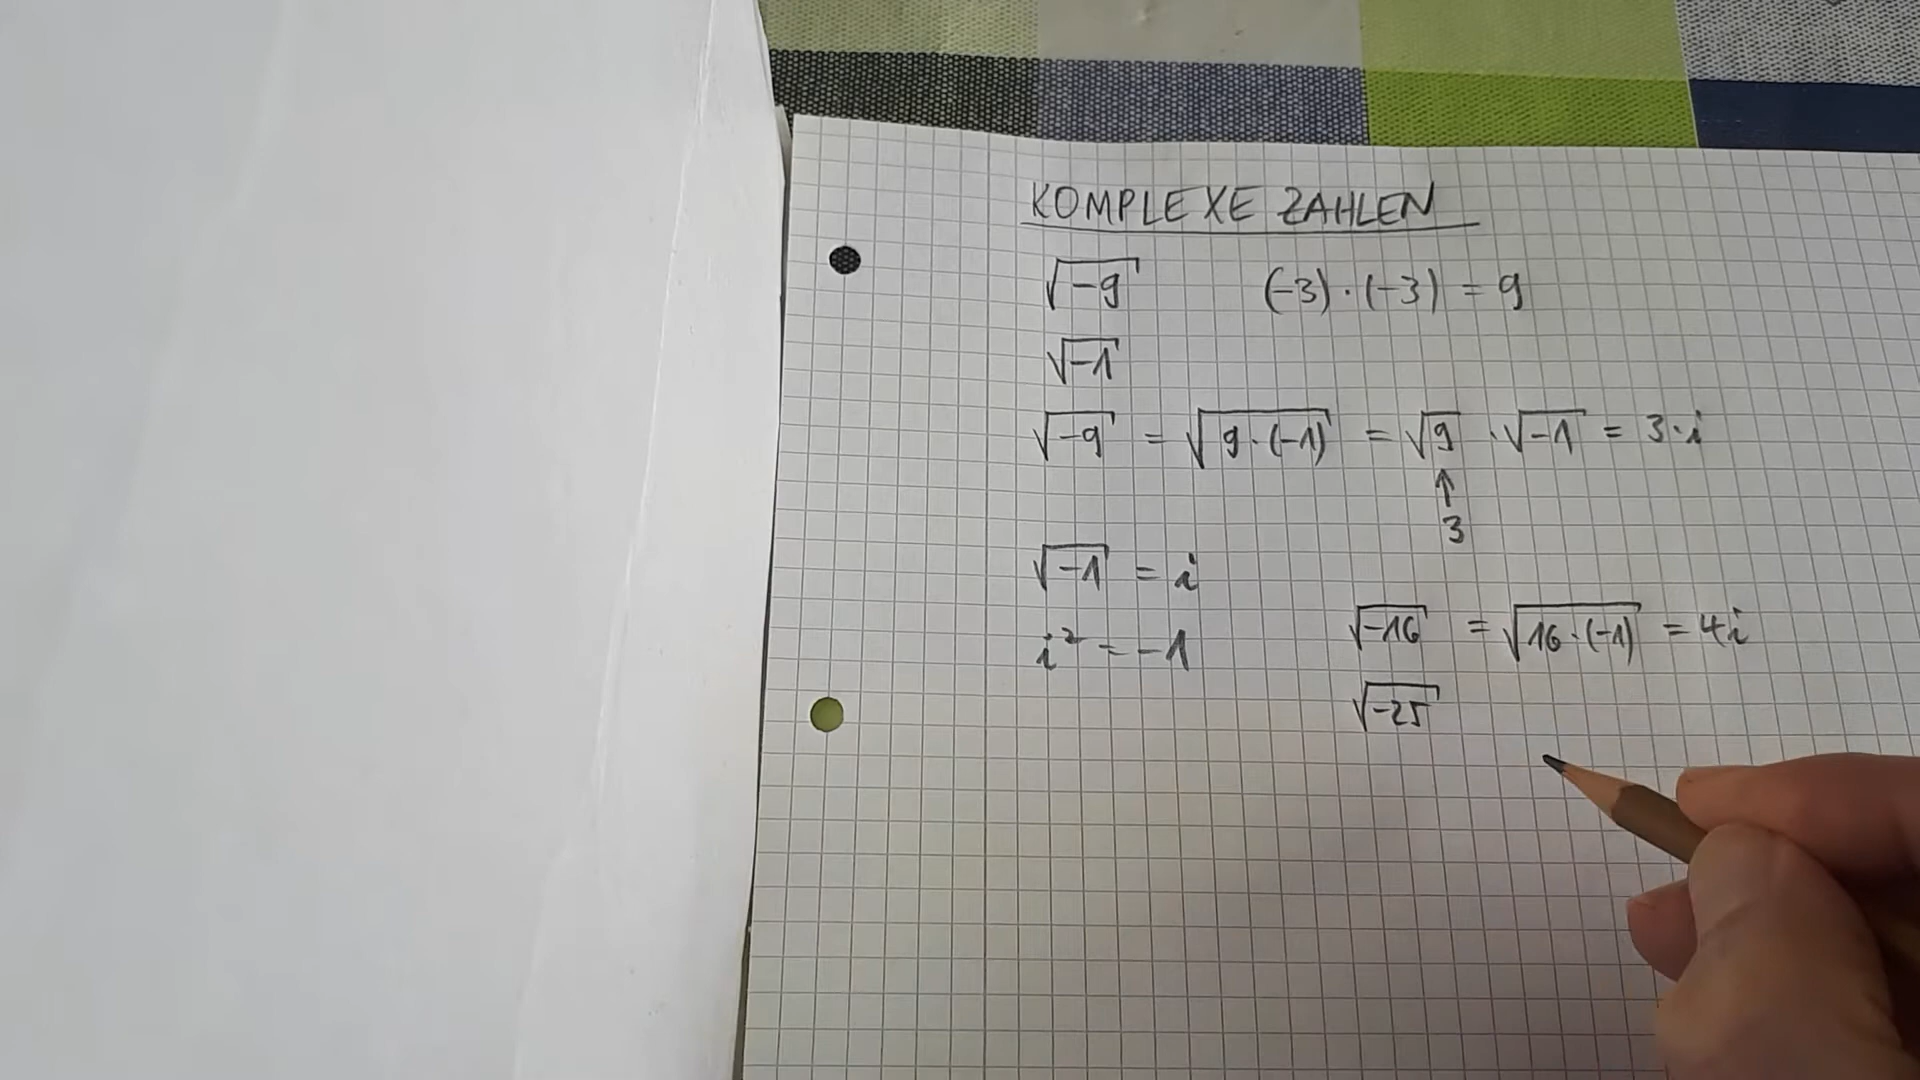 KOMPLEXE ZAHLEN
√-9 (-3)·(-3) = 9
√-1
√-9 = √9·(-1) = √9 · √-1 = 3·i
↑
3
√-1 = i
i² = -1
√-16 = √16·(-1) = 4i
√-25